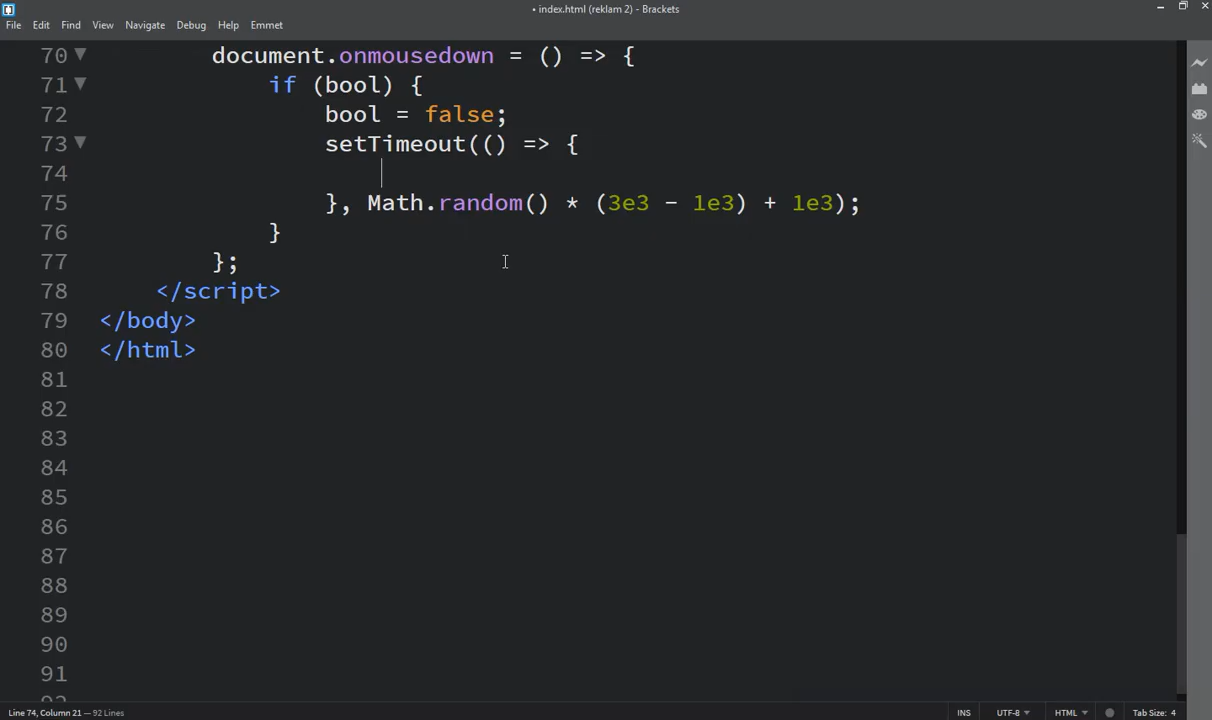 • index.html (reklam 2) - Brackets
File Edit Find View Navigate Debug Help Emmet
70 document.onmousedown = () => {
71 if (bool) {
72 bool = false;
73 setTimeout(() => {
74
75 }, Math.random() * (3e3 - 1e3) + 1e3);
76 }
77 };
78 </script>
79 </body>
80 </html>
81
82
83
84
85
86
87
88
89
90
91
92
Line 74, Column 21 — 92 Lines INS UTF-8 HTML Tab Size: 4